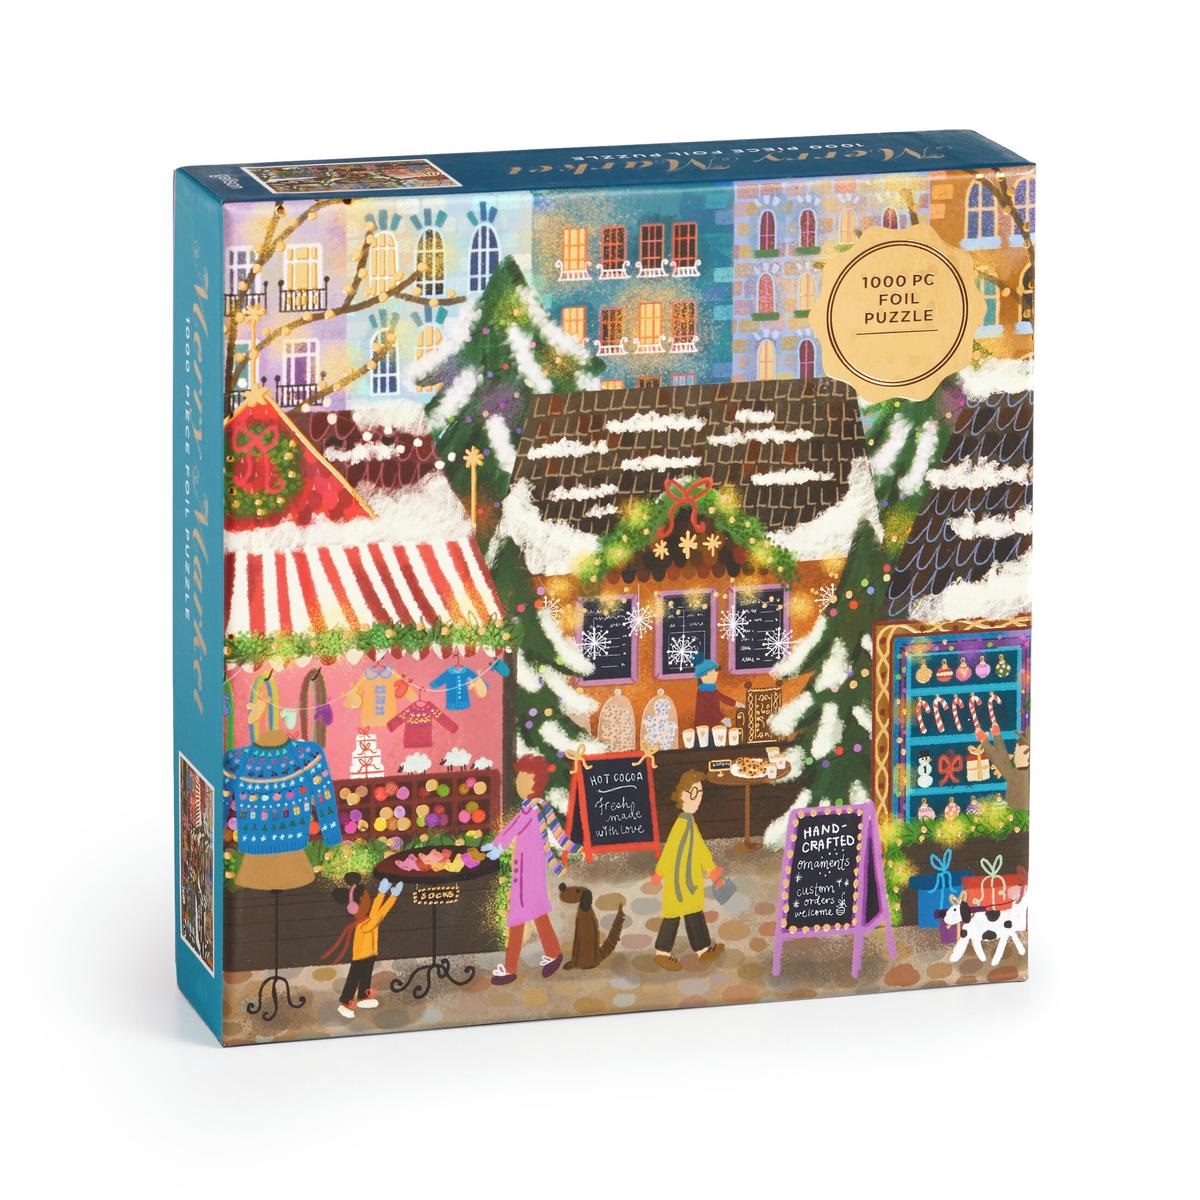 Merry Market
1000 PIECE FOIL PUZZLE
galison
Merry Market
1000 PIECE FOIL PUZZLE
1000 PC
FOIL
PUZZLE
HOT COCOA
fresh
made
with love
SOCKS
HAND-
CRAFTED
ornaments
custom
orders
welcome